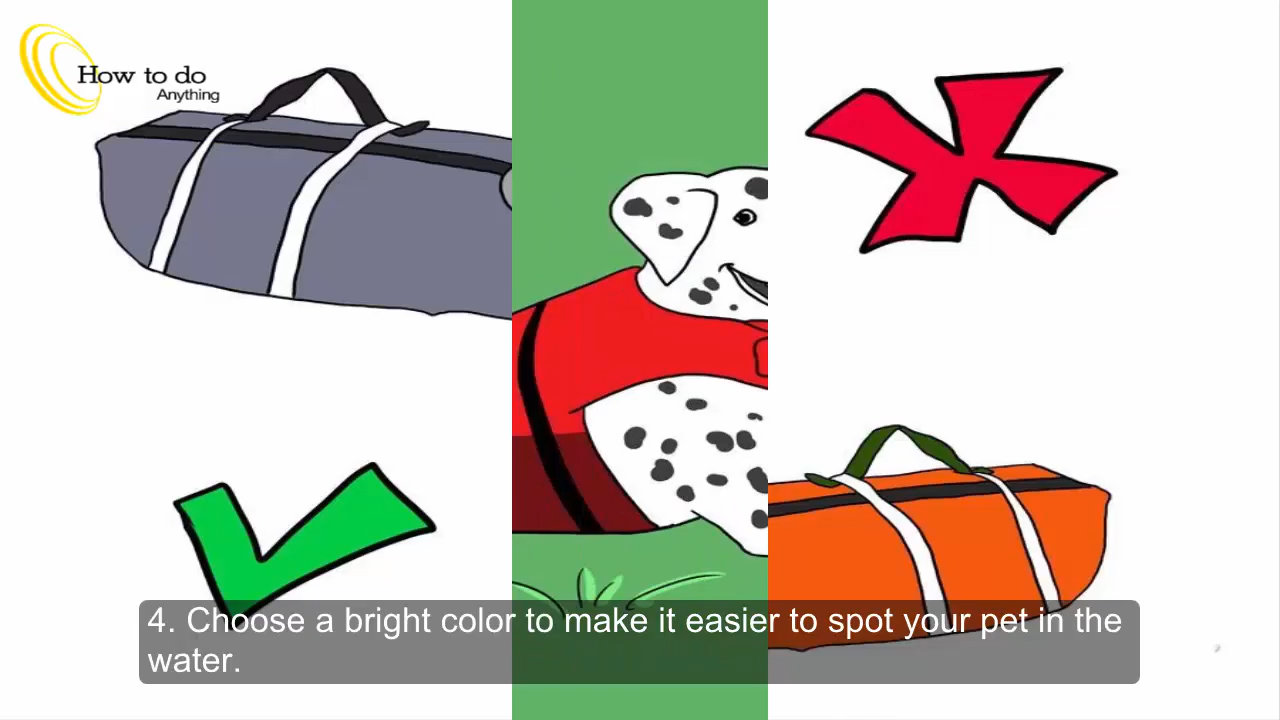 How to do
Anything
4. Choose a bright color to make it easier to spot your pet in the
water.